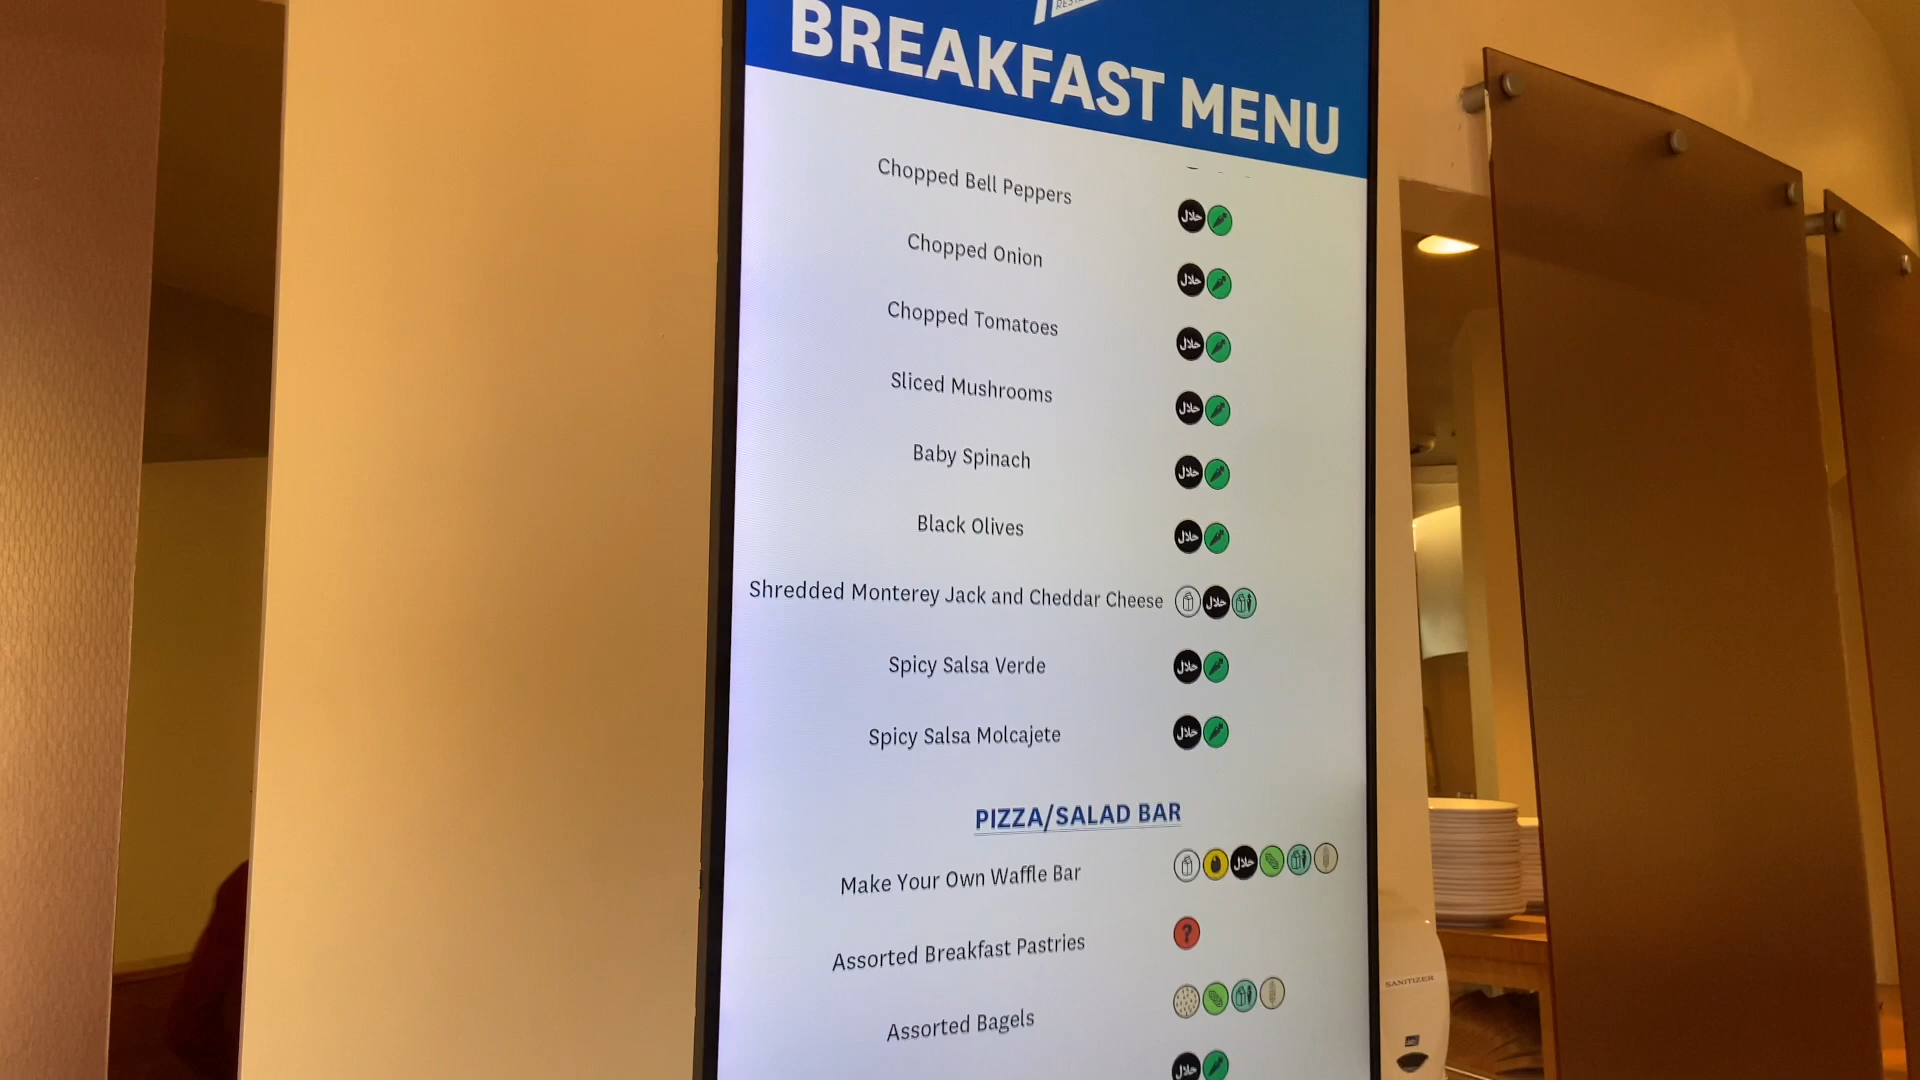 BREAKFAST MENU
Chopped Bell Peppers
حلال
Chopped Onion
حلال
Chopped Tomatoes
حلال
Sliced Mushrooms
حلال
Baby Spinach
حلال
Black Olives
حلال
Shredded Monterey Jack and Cheddar Cheese حلال
Spicy Salsa Verde حلال
Spicy Salsa Molcajete حلال
PIZZA/SALAD BAR
Make Your Own Waffle Bar حلال
Assorted Breakfast Pastries ?
Assorted Bagels
حلال
SANITIZER